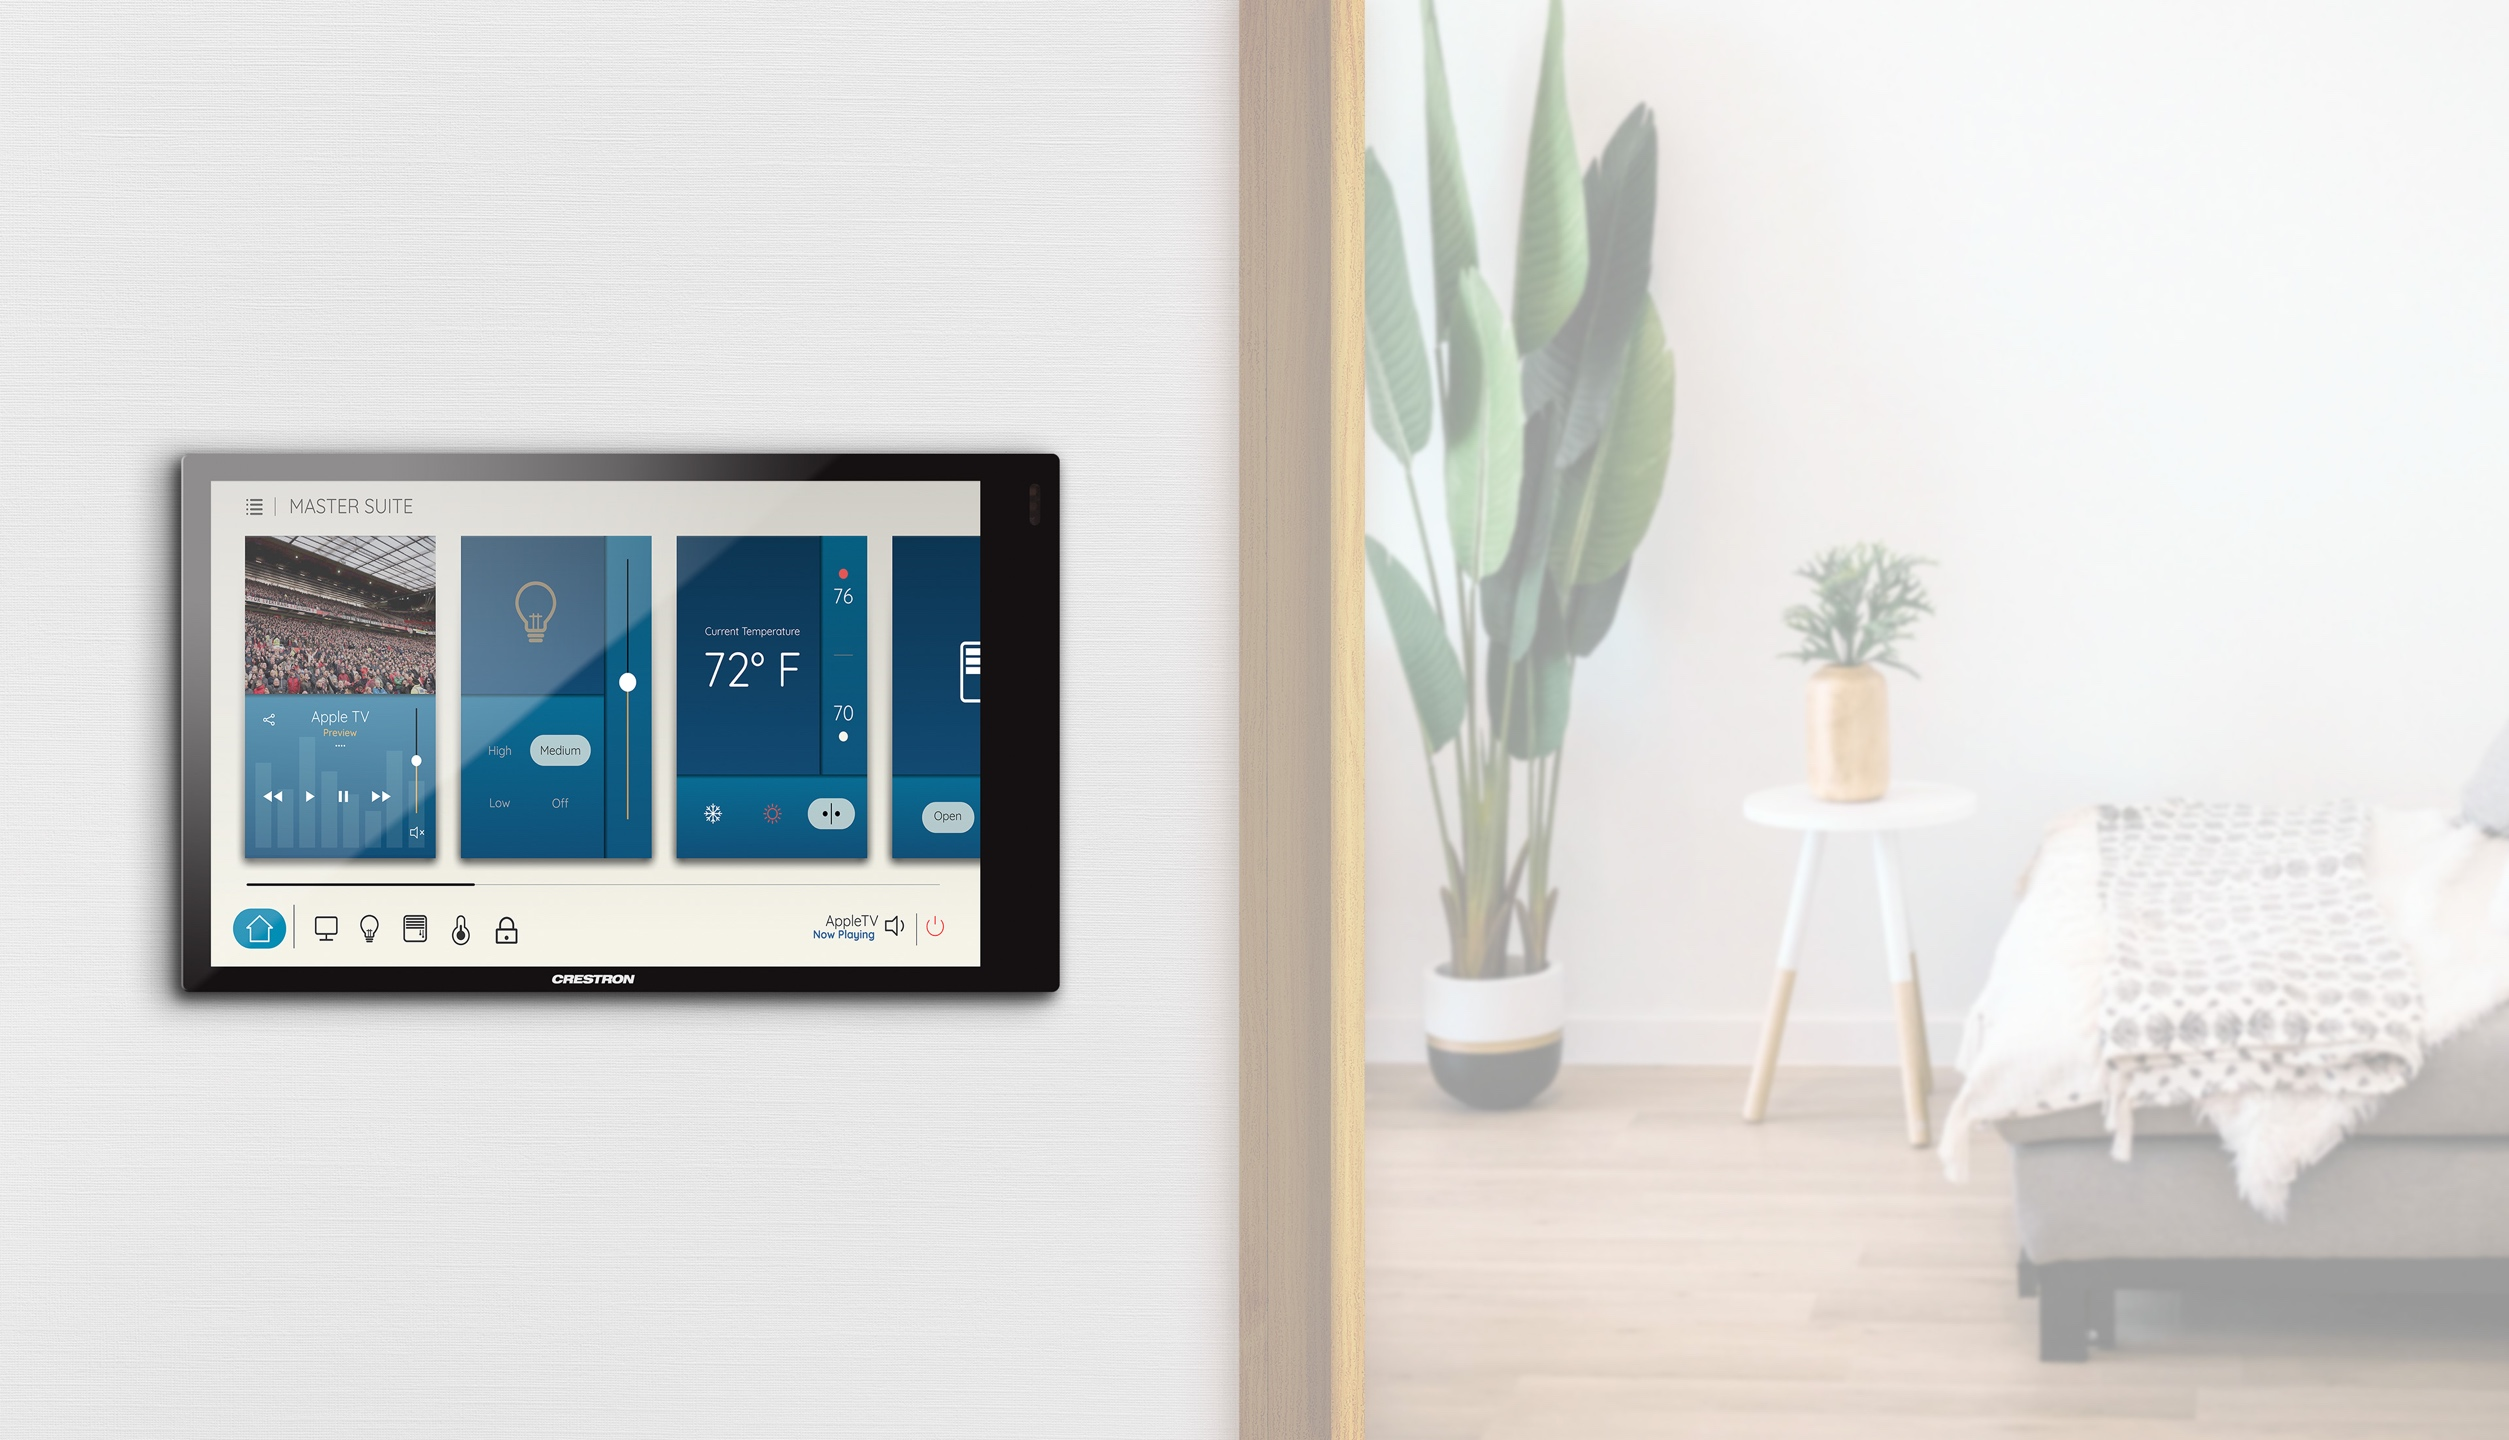 MASTER SUITE
Apple TV
Preview
High
Medium
Low
Off
Current Temperature
72° F
76
70
Open
AppleTV
Now Playing
CRESTRON